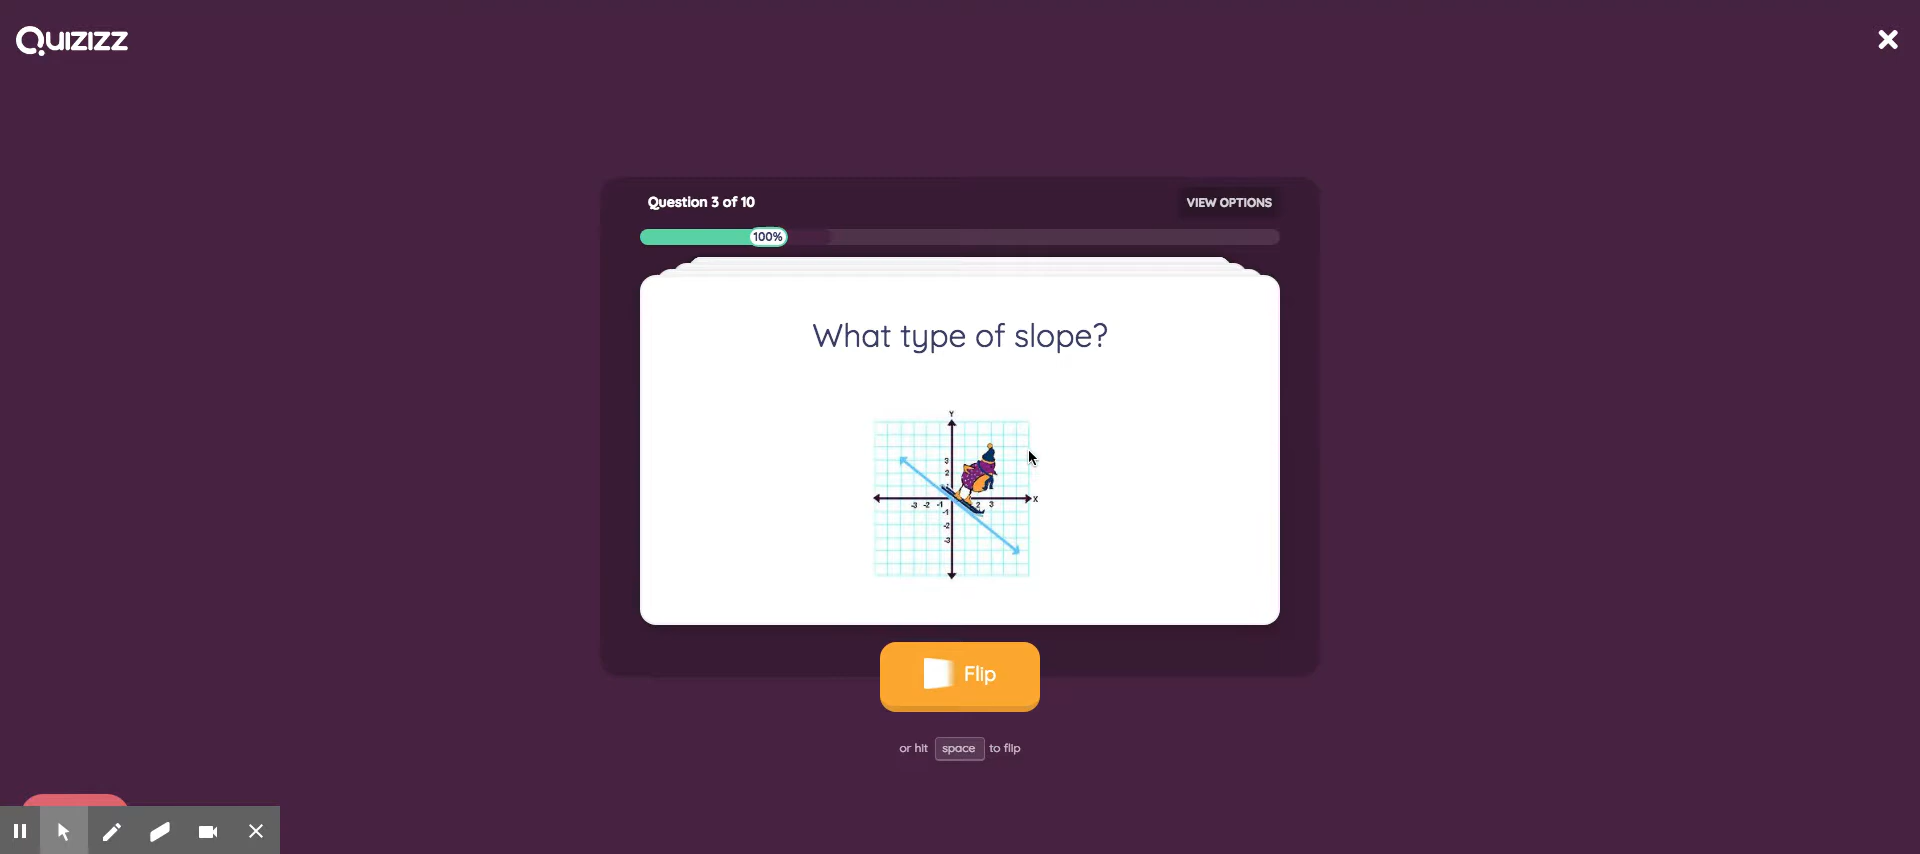 Quizizz
Question 3 of 10
VIEW OPTIONS
100%
What type of slope?
Y
3
2
X
-3 -2 -1 2 3
-1
-2
-3
Flip
or hit space to flip